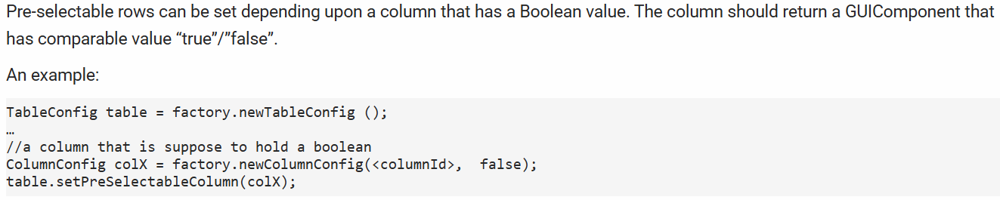 Pre-selectable rows can be set depending upon a column that has a Boolean value. The column should return a GUIComponent that
has comparable value “true”/”false”.
An example:
TableConfig table = factory.newTableConfig ();
…
//a column that is suppose to hold a boolean
ColumnConfig colX = factory.newColumnConfig(<columnId>,  false);
table.setPreSelectableColumn(colX);